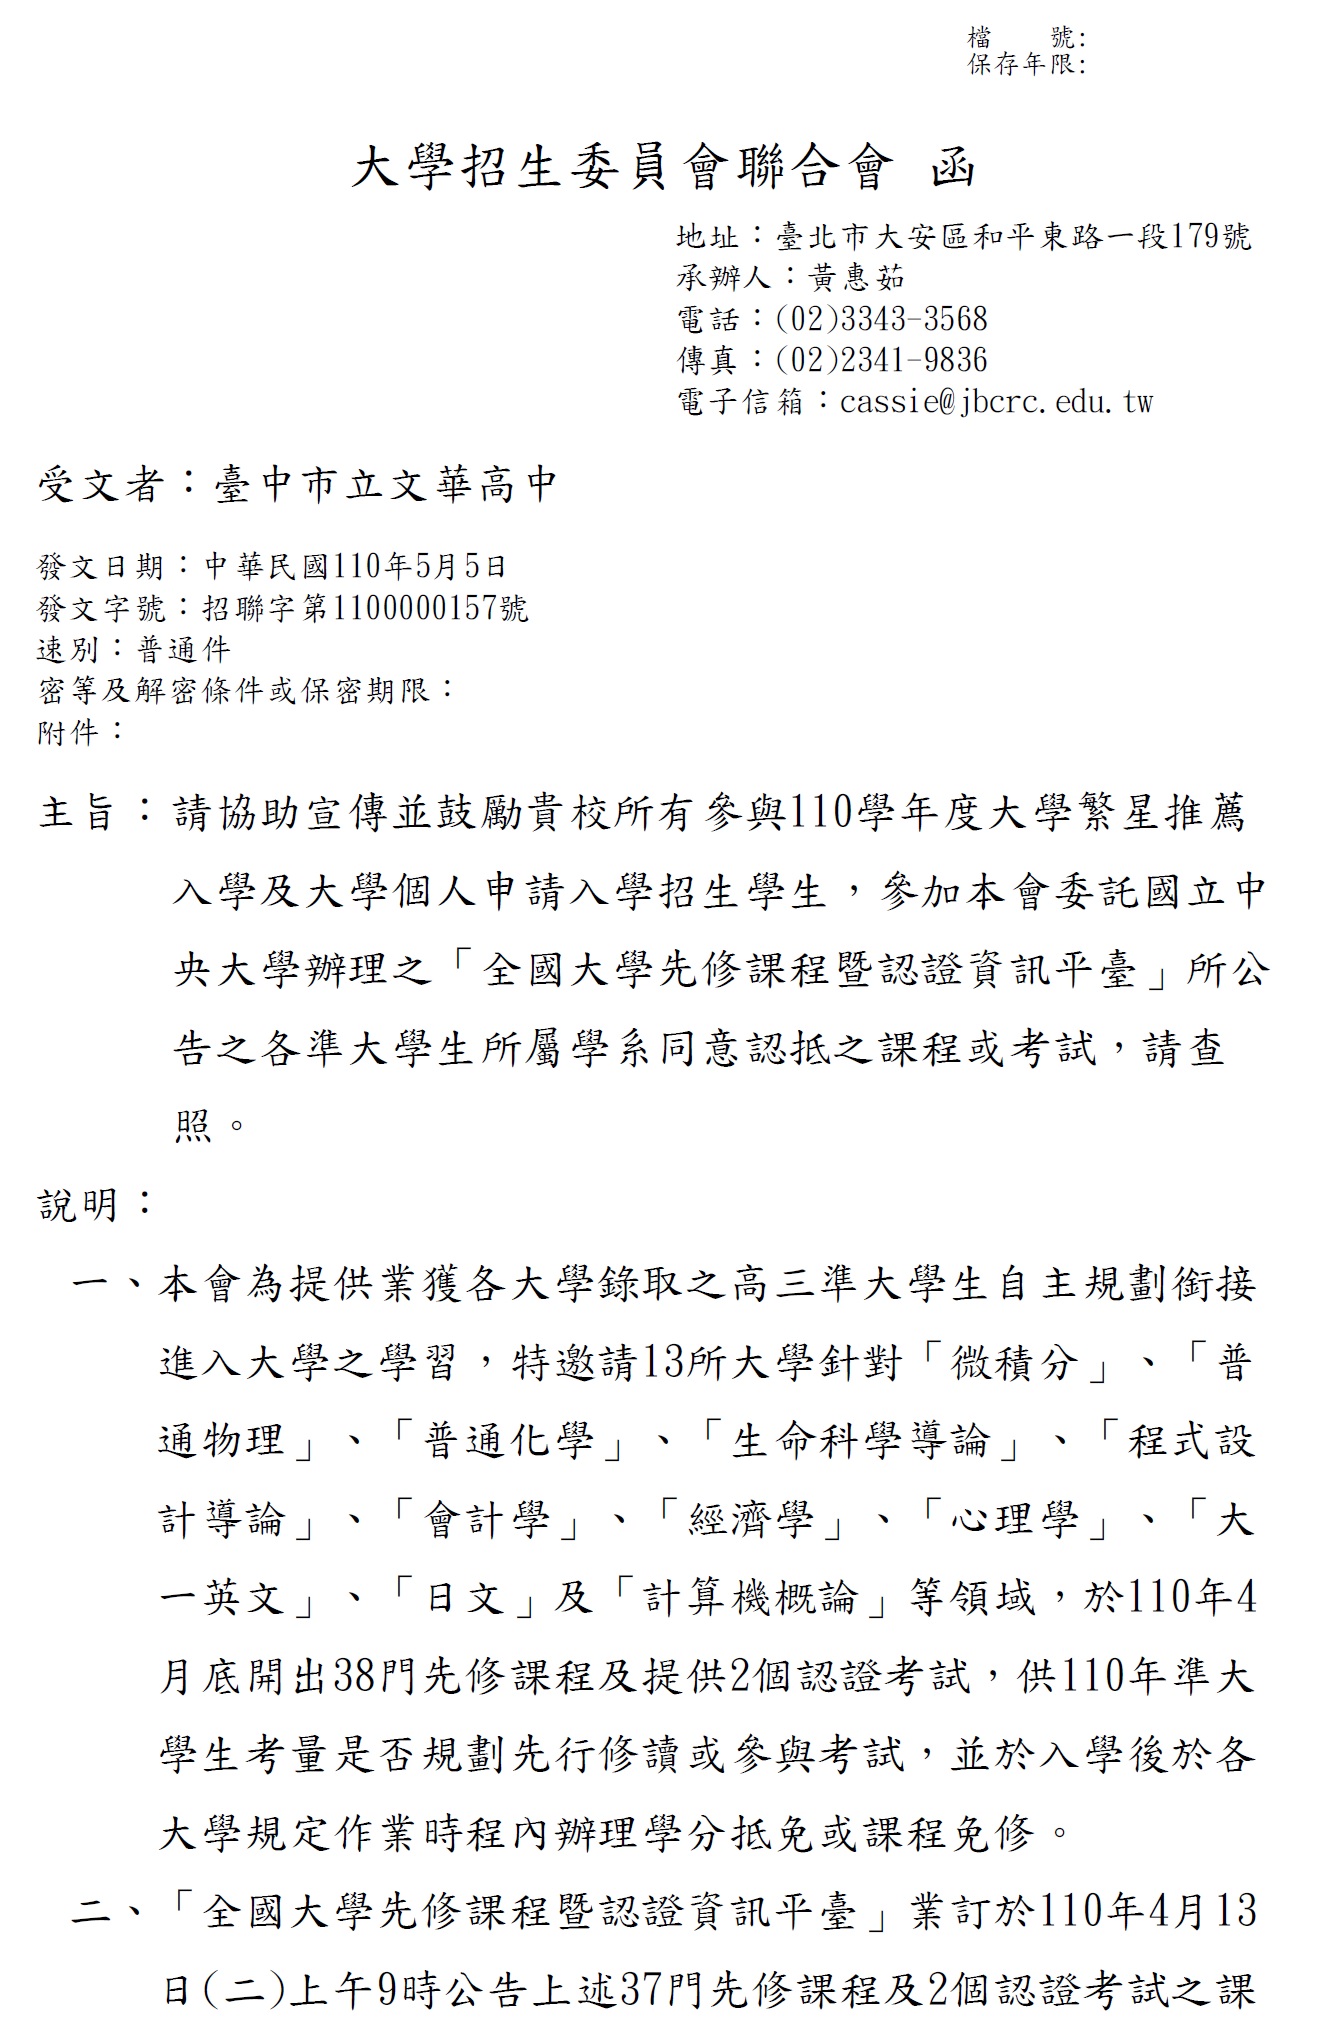 檔　　號:
保存年限:
大學招生委員會聯合會 函
地址：臺北市大安區和平東路一段179號
承辦人：黃惠茹
電話：(02)3343-3568
傳真：(02)2341-9836
電子信箱：cassie@jbcrc.edu.tw
受文者：臺中市立文華高中
發文日期：中華民國110年5月5日
發文字號：招聯字第1100000157號
速別：普通件
密等及解密條件或保密期限：
附件：
主旨：請協助宣傳並鼓勵貴校所有參與110學年度大學繁星推薦
入學及大學個人申請入學招生學生，參加本會委託國立中
央大學辦理之「全國大學先修課程暨認證資訊平臺」所公
告之各準大學生所屬學系同意認抵之課程或考試，請查
照。
說明：
一、本會為提供業獲各大學錄取之高三準大學生自主規劃銜接
進入大學之學習，特邀請13所大學針對「微積分」、「普
通物理」、「普通化學」、「生命科學導論」、「程式設
計導論」、「會計學」、「經濟學」、「心理學」、「大
一英文」、「日文」及「計算機概論」等領域，於110年4
月底開出38門先修課程及提供2個認證考試，供110年準大
學生考量是否規劃先行修讀或參與考試，並於入學後於各
大學規定作業時程內辦理學分抵免或課程免修。
二、「全國大學先修課程暨認證資訊平臺」業訂於110年4月13
日(二)上午9時公告上述37門先修課程及2個認證考試之課